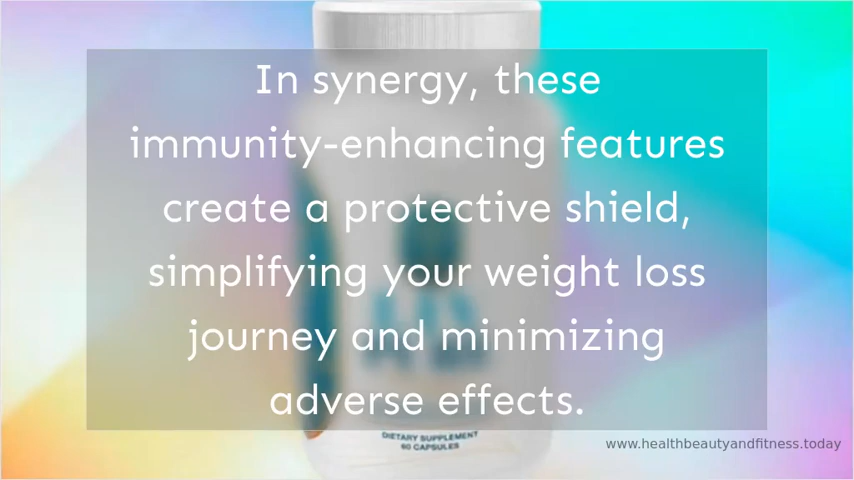 In synergy, these
immunity-enhancing features
create a protective shield,
simplifying your weight loss
journey and minimizing
adverse effects.
DIETARY SUPPLEMENT
60 CAPSULES
www.healthbeautyandfitness.today